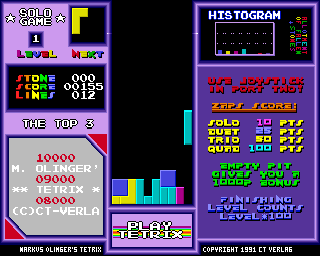 SOLO
GAME
1
LEVEL NEXT
STONE 000
SCORE 00155
LINES 012
THE TOP 3
10000
M. OLINGER'
09000
** TETRIX *
08000
(C)CT-VERLA
MARKUS OLINGER'S TETRIX
PLAY
TETRIX
HISTOGRAM
USE JOYSTICK
IN PORT TWO!
ZAPS SCORE:
SOLO 10 PTS
DUET 25 PTS
TRIO 50 PTS
QUAD 100 PTS
EMPTY PIT
GIVES YOU A
1000P BONUS
FINISHING
LEVEL COUNTS
LEVEL*100
COPYRIGHT 1991 CT VERLAG